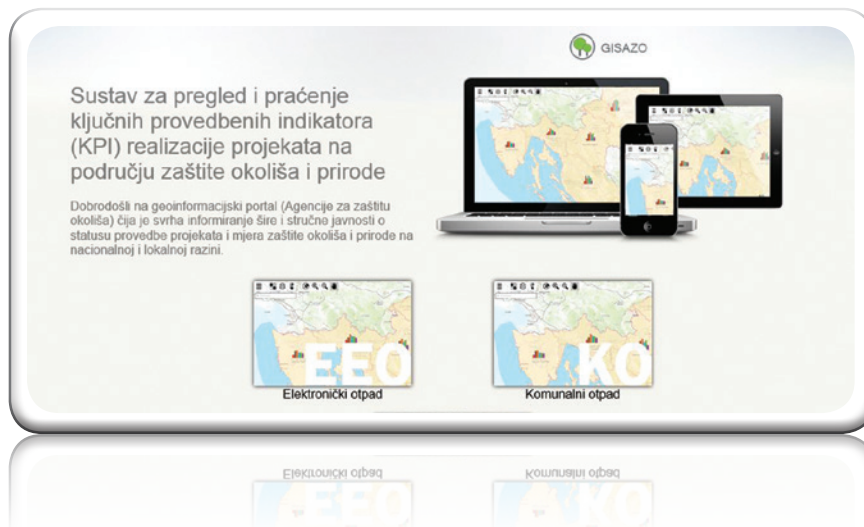 GISAZO
Sustav za pregled i praćenje
ključnih provedbenih indikatora
(KPI) realizacije projekata na
području zaštite okoliša i prirode
Dobrodošli na geoinformacijski portal (Agencije za zaštitu
okoliša) čija je svrha informiranje šire i stručne javnosti o
statusu provedbe projekata i mjera zaštite okoliša i prirode na
nacionalnoj i lokalnoj razini.
EEO
KO
Elektronički otpad
Komunalni otpad